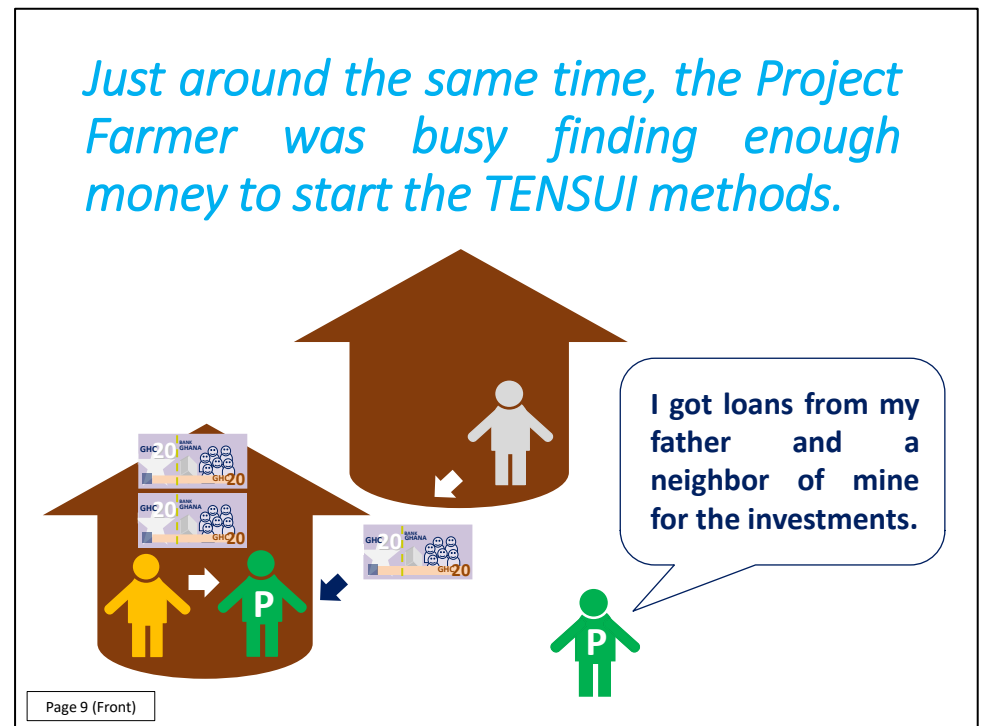 Just around the same time, the Project
Farmer was busy finding enough
money to start the TENSUI methods.
I got loans from my
father and a
neighbor of mine
for the investments.
GHC 20 BANK
GHANA
GHC 20
GHC 20 BANK
GHANA
GHC 20
GHC 20 BANK
GHANA
GHC 20
P
P
Page 9 (Front)